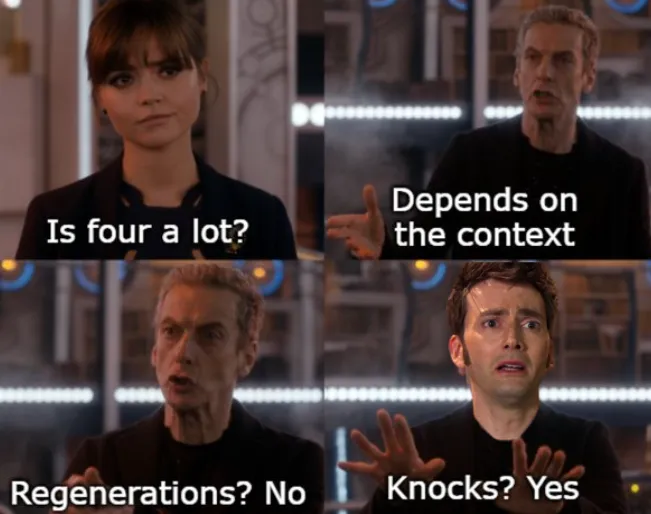 Is four a lot?
Depends on
the context
Regenerations? No
Knocks? Yes